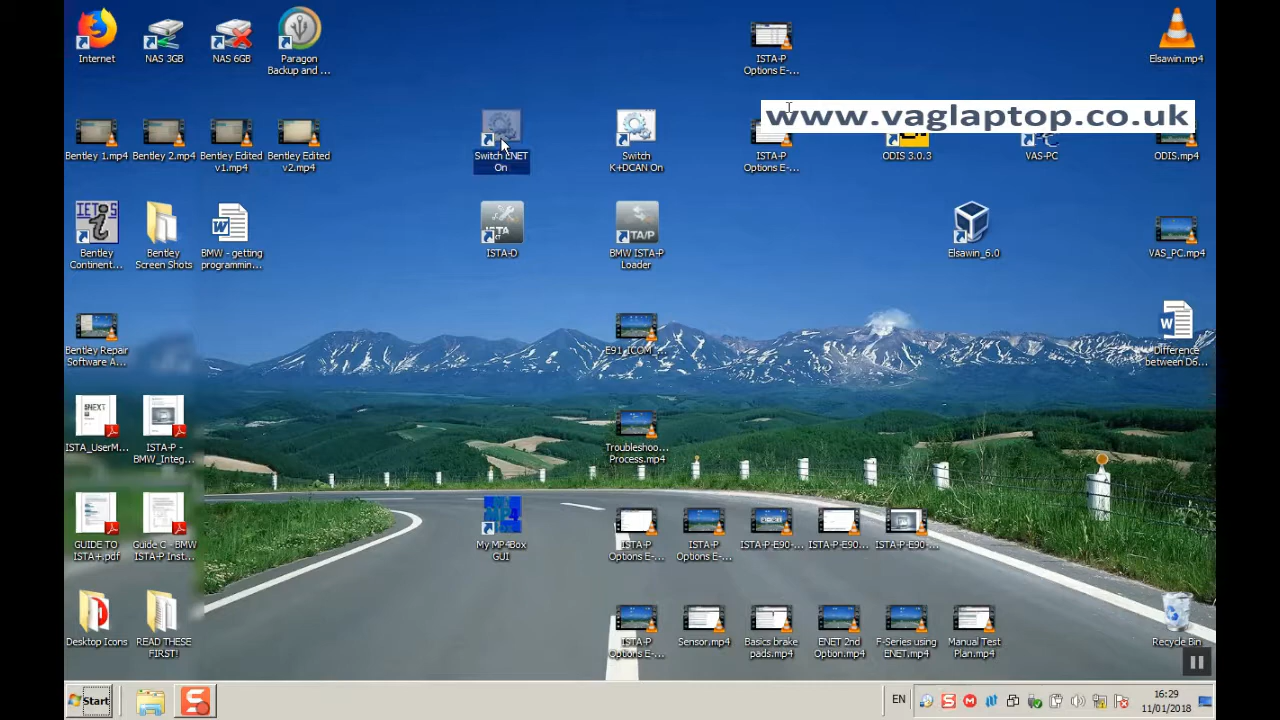 Internet
NAS 3GB
NAS 6GB
Paragon
Backup and ...
ISTA-P
Options E-...
Elsawin.mp4
www.vaglaptop.co.uk
Bentley 1.mp4
Bentley 2.mp4
Bentley Edited
v1.mp4
Bentley Edited
v2.mp4
Switch ENET
On
Switch
K+DCAN On
ISTA-P
Options E-...
ODIS 3.0.3
VAS-PC
ODIS.mp4
Bentley
Continent...
Bentley
Screen Shots
BMW - getting
programmin...
ISTA-D
BMW ISTA-P
Loader
Elsawin_6.0
VAS_PC.mp4
Bentley Repair
Software A...
E91_ICOM_...
Difference
between D6...
ISTA_UserM...
ISTA-P -
BMW_Integ...
Troubleshoo...
Process.mp4
GUIDE TO
ISTA+.pdf
Guide C - BMW
ISTA-P Inst...
My MP4Box
GUI
ISTA-P
Options E-...
ISTA-P
Options E-...
ISTA-P-E90-...
ISTA-P-E90...
ISTA-P-E90-...
Desktop Icons
READ THESE
FIRST!
ISTA-P
Options E-...
Sensor.mp4
Basics brake
pads.mp4
ENET 2nd
Option.mp4
F-Series using
ENET.mp4
Manual Test
Plan.mp4
Recycle Bin
Start
EN
16:29
11/01/2018